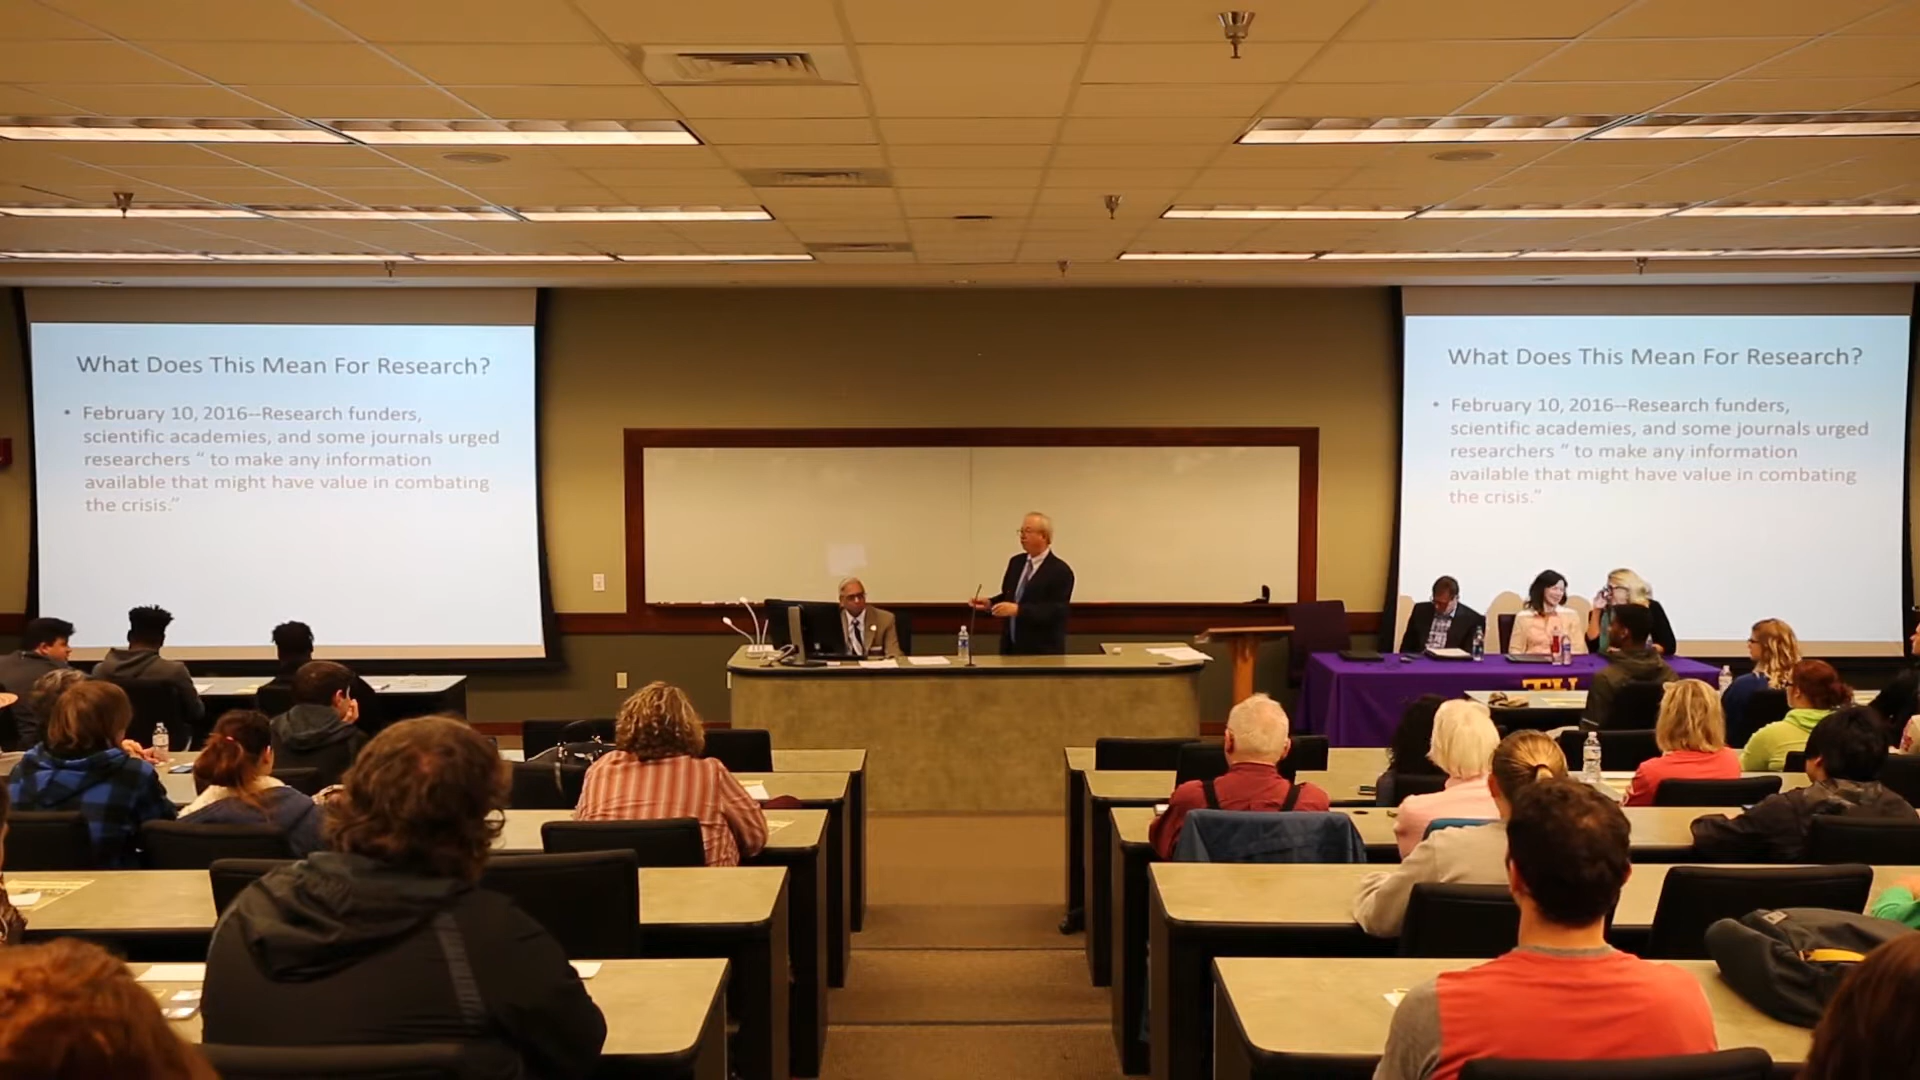 What Does This Mean For Research?
• February 10, 2016--Research funders,
scientific academies, and some journals urged
researchers “ to make any information
available that might have value in combating
the crisis.”
What Does This Mean For Research?
• February 10, 2016--Research funders,
scientific academies, and some journals urged
researchers “ to make any information
available that might have value in combating
the crisis.”